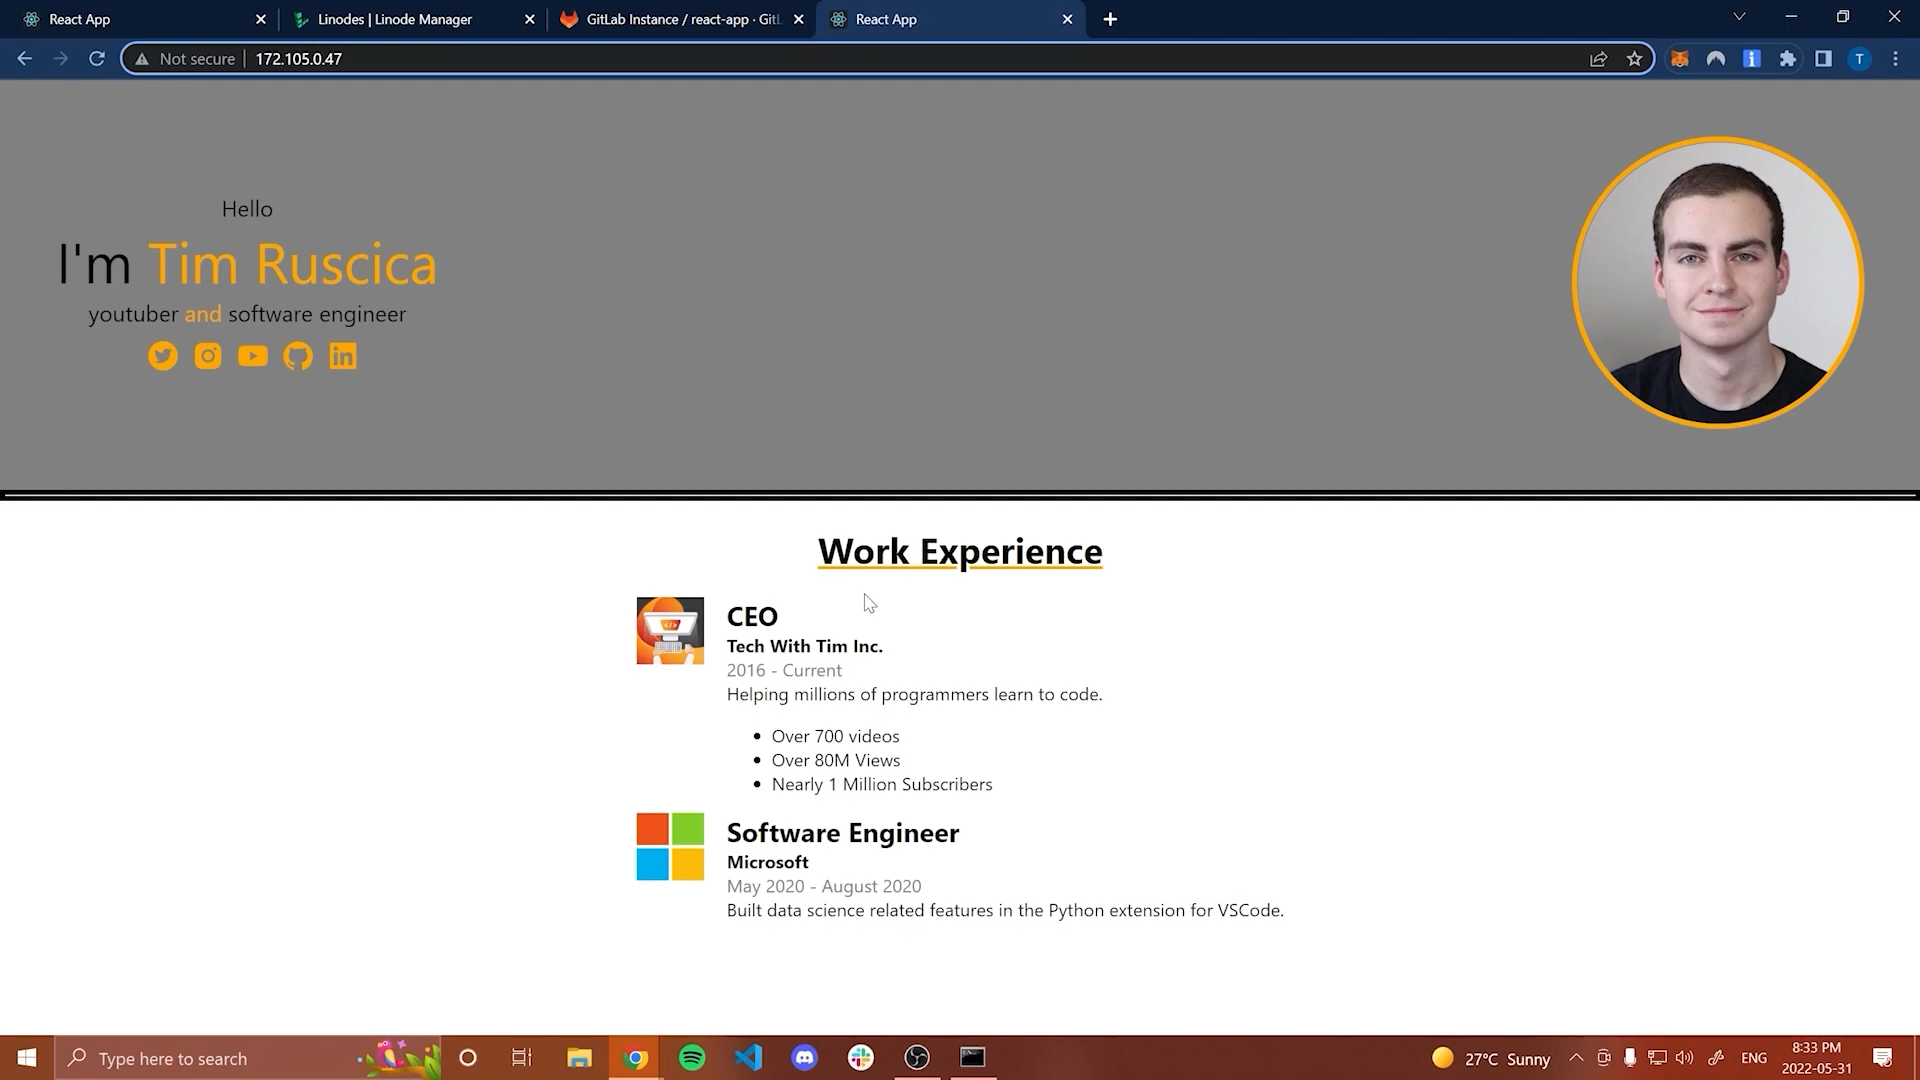 React App
Linodes | Linode Manager
GitLab Instance / react-app · GitL
React App
Not secure
172.105.0.47
T
Hello
I'm Tim Ruscica
youtuber and software engineer
Work Experience
CEO
Tech With Tim Inc.
2016 - Current
Helping millions of programmers learn to code.
Over 700 videos
Over 80M Views
Nearly 1 Million Subscribers
Software Engineer
Microsoft
May 2020 - August 2020
Built data science related features in the Python extension for VSCode.
Type here to search
27°C Sunny
ENG
8:33 PM
2022-05-31